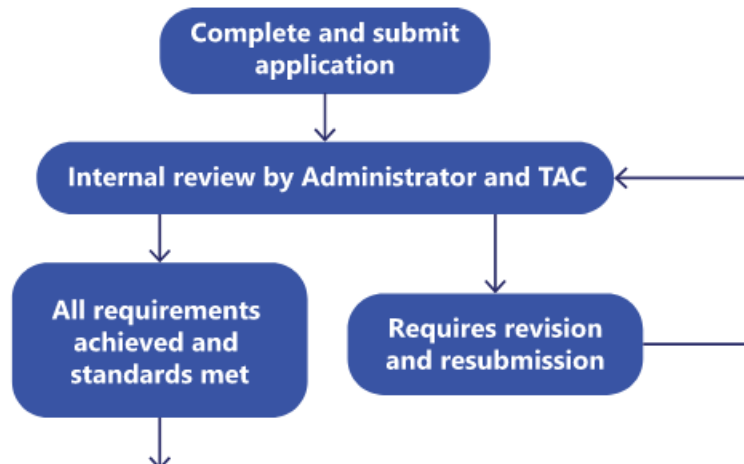 Complete and submit
application
Internal review by Administrator and TAC
All requirements
achieved and
standards met
Requires revision
and resubmission